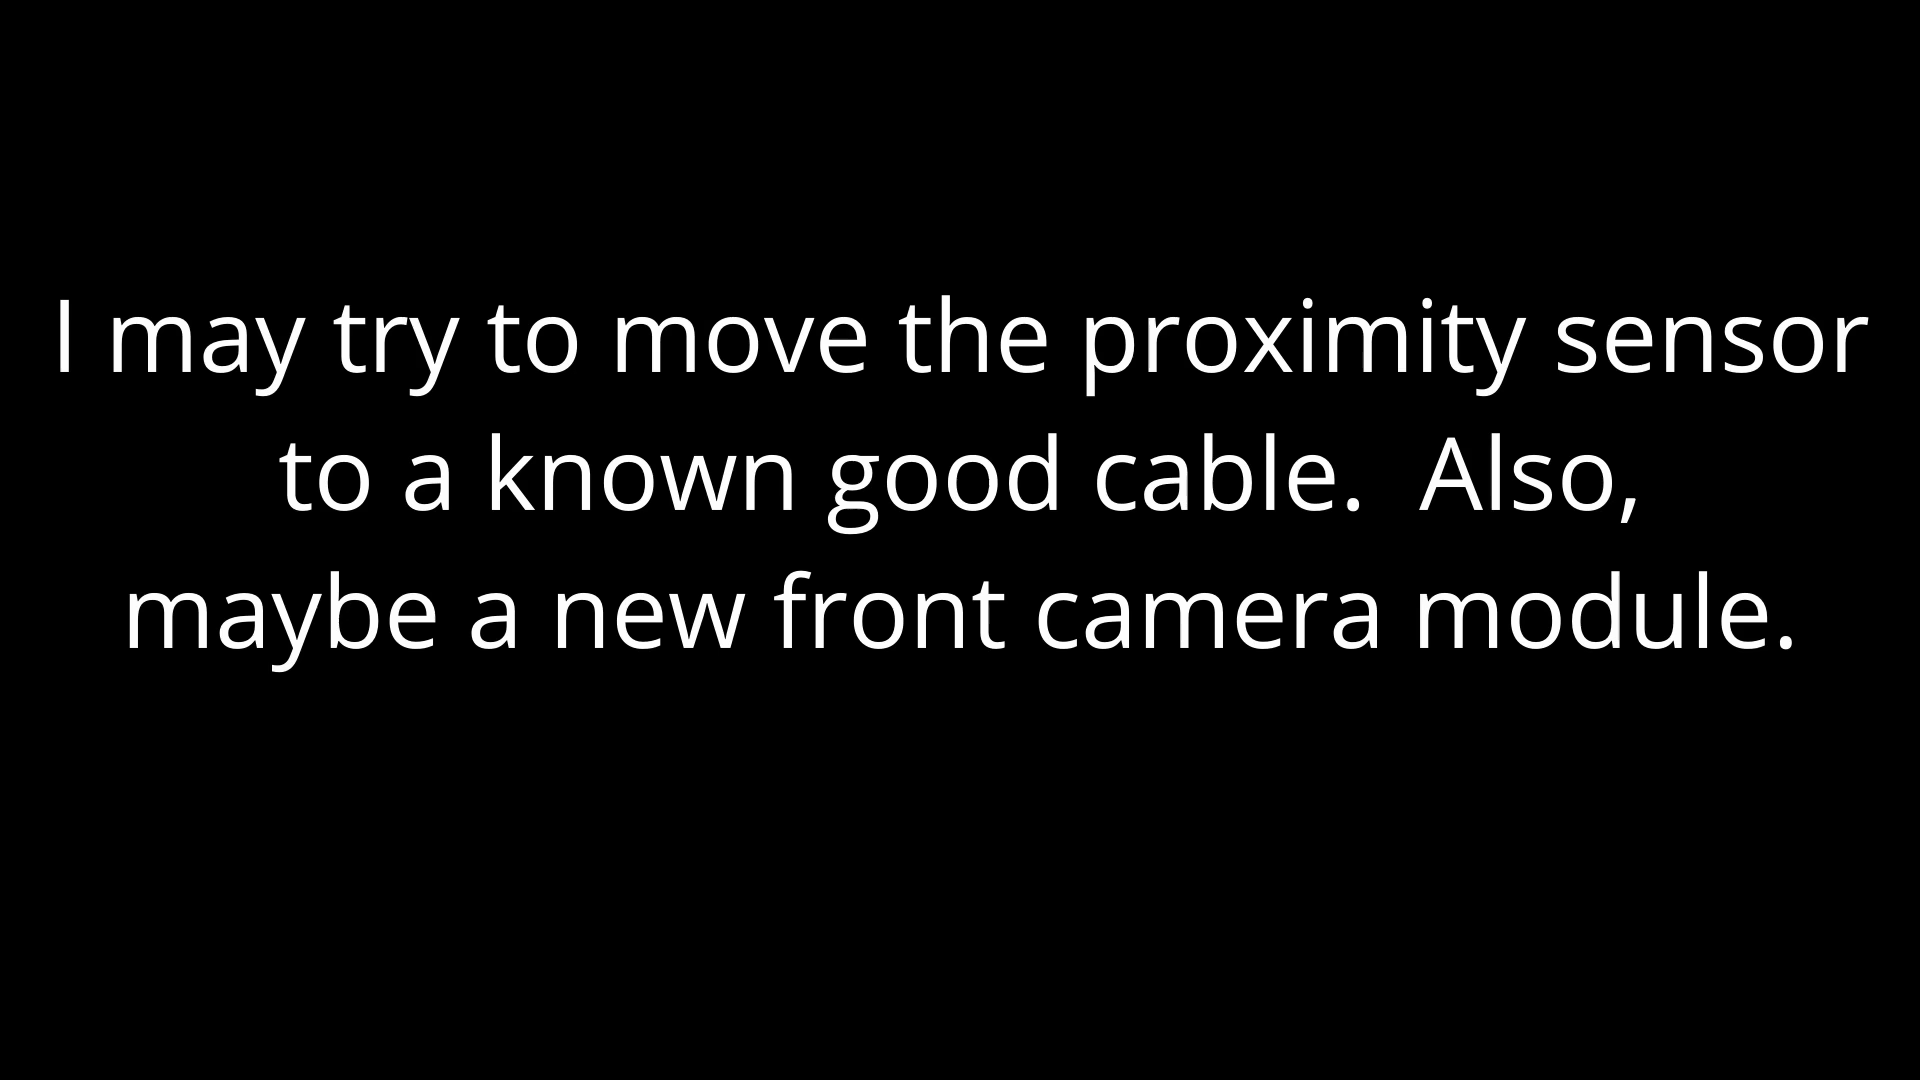 I may try to move the proximity sensor
to a known good cable.  Also,
maybe a new front camera module.